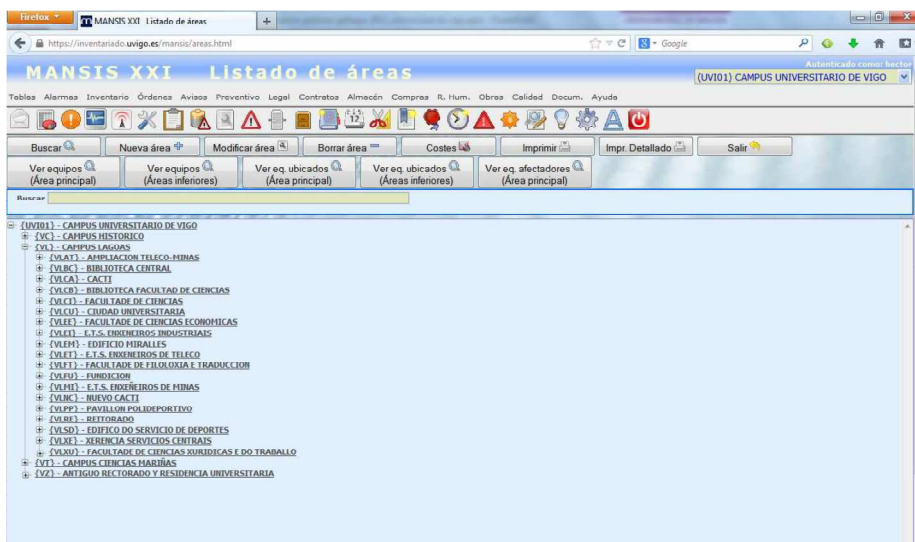 Firefox
MANSIS XXI Listado de áreas
https://inventariado.uvigo.es/mansis/areas.html
Google
MANSIS XXI Listado de áreas
Autenticado como: hector
(UVI01) CAMPUS UNIVERSITARIO DE VIGO
Tablas Alarmas Inventario Órdenes Avisos Preventivo Legal Contratos Almacén Compras R. Hum. Obras Calidad Docum. Ayuda
12
Buscar Nueva área Modificar área Borrar área Costes Imprimir Impr. Detallado Salir
Ver equipos (Área principal) Ver equipos (Áreas inferiores) Ver eq. ubicados (Área principal) Ver eq. ubicados (Áreas inferiores) Ver eq. afectadores (Área principal)
Buscar
{UVI01} - CAMPUS UNIVERSITARIO DE VIGO
{VC} - CAMPUS HISTORICO
{VL} - CAMPUS LAGOAS
{VLAT} - AMPLIACION TELECO-MINAS
{VLBC} - BIBLIOTECA CENTRAL
{VLCA} - CACTI
{VLCB} - BIBLIOTECA FACULTAD DE CIENCIAS
{VLCI} - FACULTADE DE CIENCIAS
{VLCU} - CIUDAD UNIVERSITARIA
{VLEE} - FACULTADE DE CIENCIAS ECONOMICAS
{VLEI} - E.T.S. ENXENEIROS INDUSTRIAIS
{VLEM} - EDIFICIO MIRALLES
{VLET} - E.T.S. ENXENEIROS DE TELECO
{VLFT} - FACULTADE DE FILOLOXIA E TRADUCCION
{VLFU} - FUNDICION
{VLMI} - E.T.S. ENXEÑEIROS DE MINAS
{VLNC} - NUEVO CACTI
{VLPP} - PAVILLON POLIDEPORTIVO
{VLRE} - REITORADO
{VLSD} - EDIFICO DO SERVICIO DE DEPORTES
{VLXE} - XERENCIA SERVICIOS CENTRAIS
{VLXU} - FACULTADE DE CIENCIAS XURIDICAS E DO TRABALLO
{VT} - CAMPUS CIENCIAS MARIÑAS
{VZ} - ANTIGUO RECTORADO Y RESIDENCIA UNIVERSITARIA